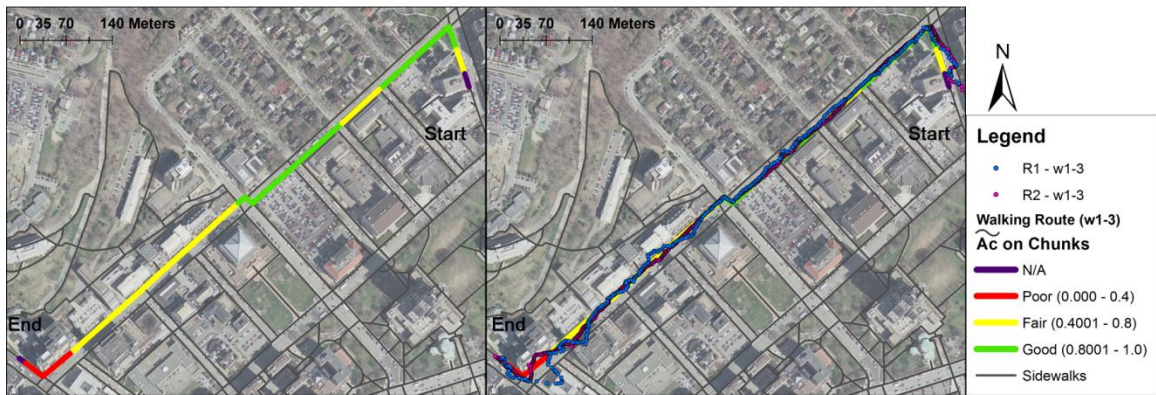 0 35 70 140 Meters
Start
End
0 35 70 140 Meters
Start
End
N
Legend
R1 - w1-3
R2 - w1-3
Walking Route (w1-3)
Ac on Chunks
N/A
Poor (0.000 - 0.4)
Fair (0.4001 - 0.8)
Good (0.8001 - 1.0)
Sidewalks